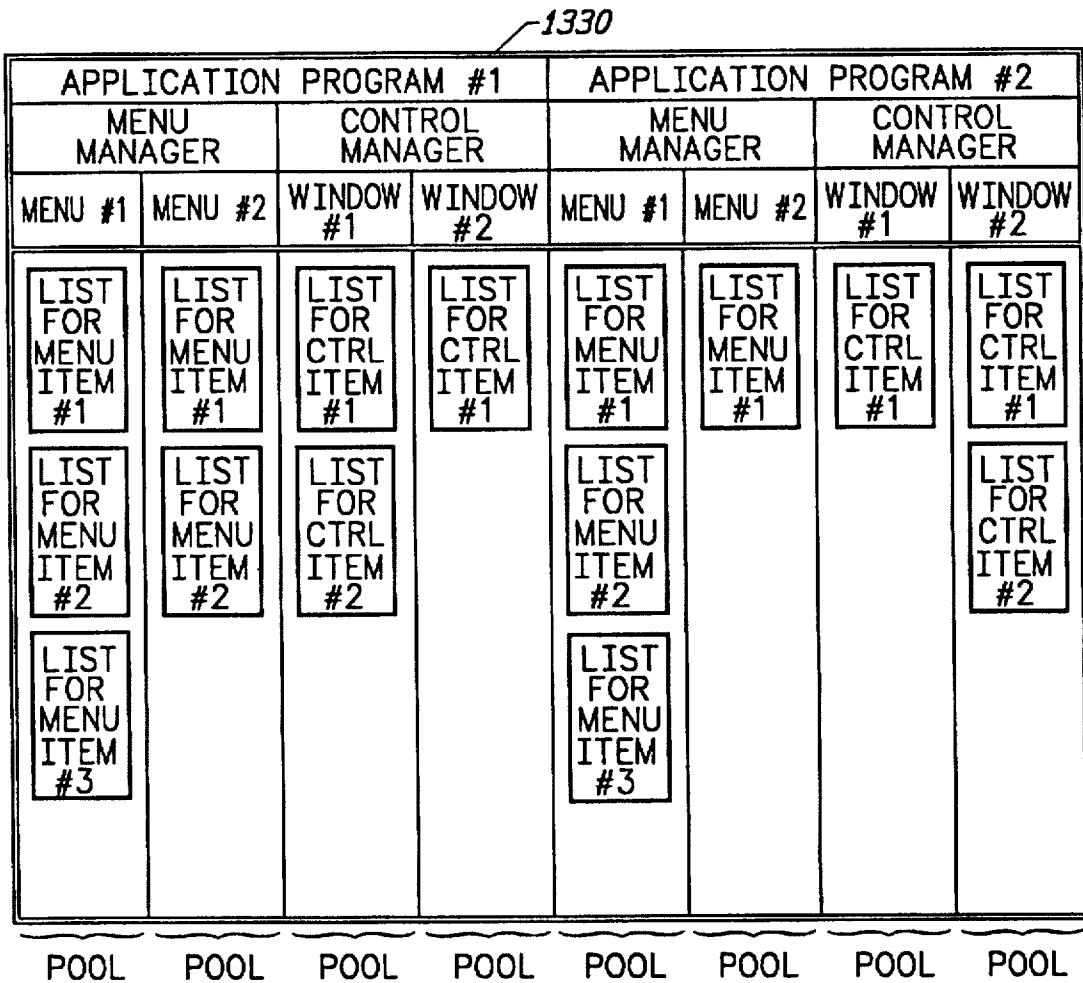 1330
APPLICATION PROGRAM #1 APPLICATION PROGRAM #2
MENU MANAGER CONTROL MANAGER MENU MANAGER CONTROL MANAGER
MENU #1 MENU #2 WINDOW #1 WINDOW #2 MENU #1 MENU #2 WINDOW #1 WINDOW #2
LIST FOR MENU ITEM #1 LIST FOR MENU ITEM #1 LIST FOR CTRL ITEM #1 LIST FOR CTRL ITEM #1 LIST FOR MENU ITEM #1 LIST FOR MENU ITEM #1 LIST FOR CTRL ITEM #1 LIST FOR CTRL ITEM #1
LIST FOR MENU ITEM #2 LIST FOR MENU ITEM #2 LIST FOR CTRL ITEM #2 LIST FOR MENU ITEM #2 LIST FOR CTRL ITEM #2
LIST FOR MENU ITEM #3 LIST FOR MENU ITEM #3
POOL POOL POOL POOL POOL POOL POOL POOL